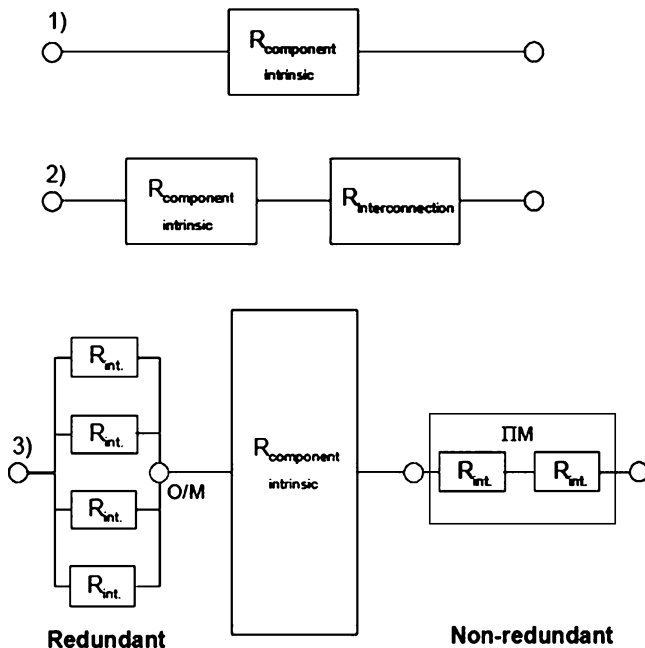 1)
R component
intrinsic
2)
R component
intrinsic
R Interconnection
3)
R int.
R int.
R int.
R int.
O/M
R component
intrinsic
ΠM
R int.
R int.
Redundant
Non-redundant